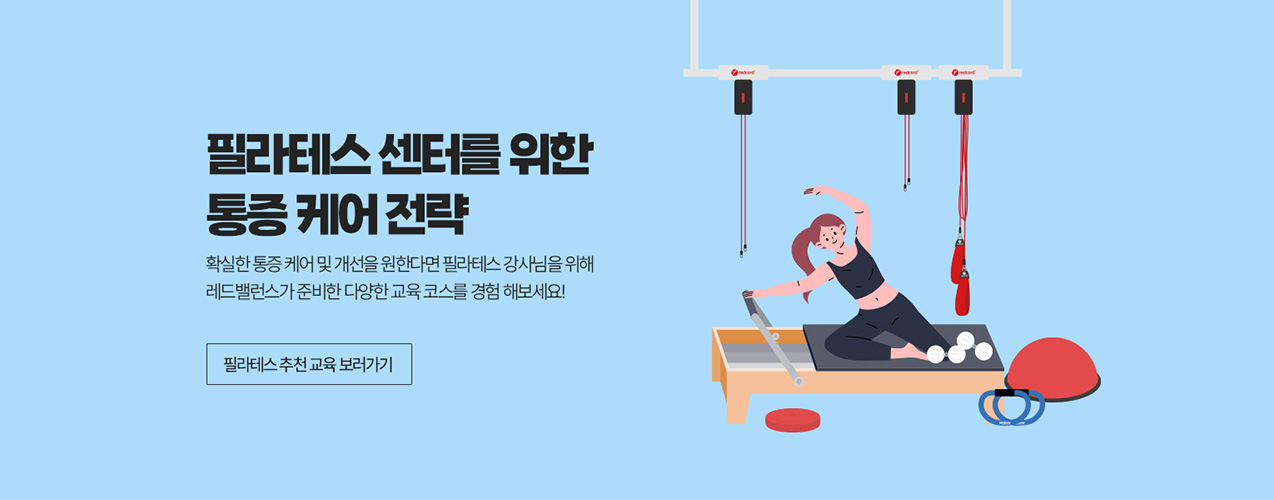 redcord
redcord
redcord
필라테스 센터를 위한
통증 케어 전략
확실한 통증 케어 및 개선을 원한다면 필라테스 강사님을 위해
레드밸런스가 준비한 다양한 교육 코스를 경험 해보세요!
필라테스 추천 교육 보러가기